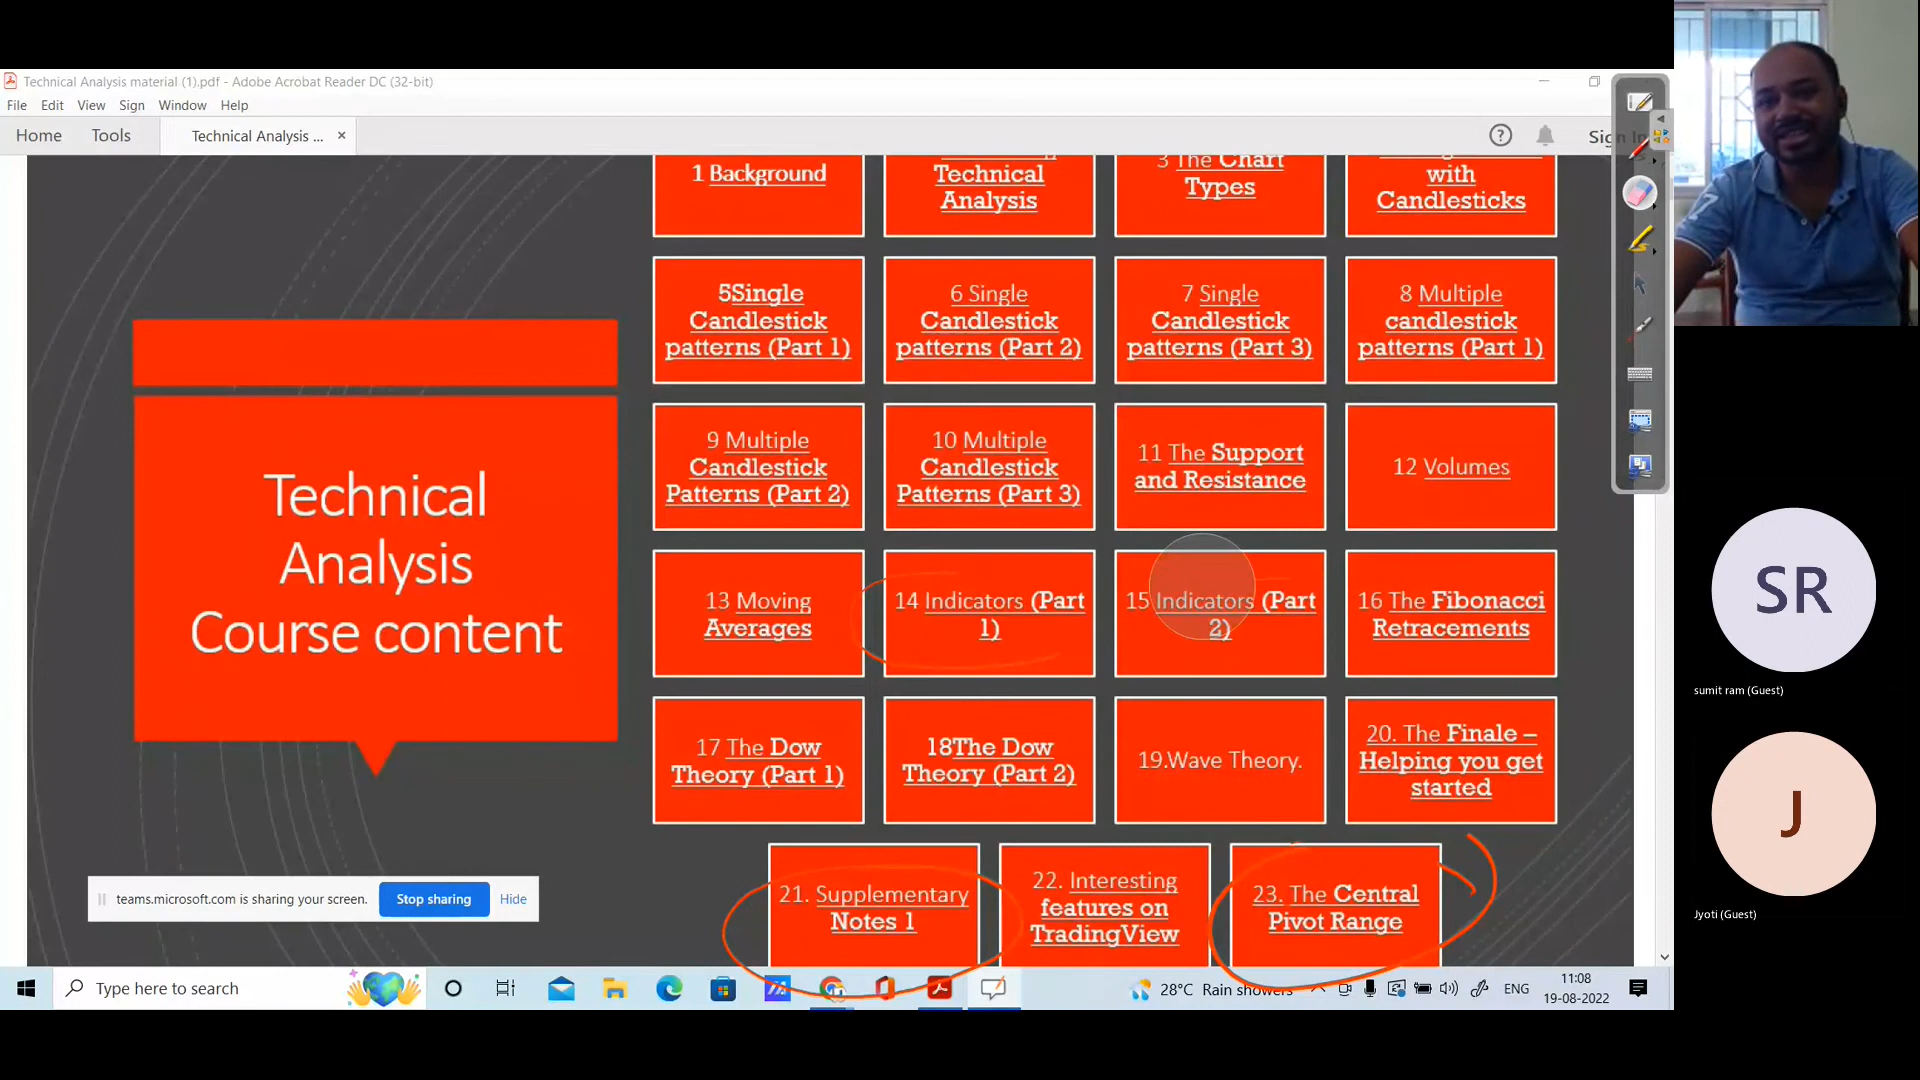 Technical Analysis material (1).pdf - Adobe Acrobat Reader DC (32-bit)
File Edit View Sign Window Help
Home Tools Technical Analysis ... × Sign In
1 Background
Technical
Analysis
3 The Chart
Types
with
Candlesticks
5Single
Candlestick
patterns (Part 1)
6 Single
Candlestick
patterns (Part 2)
7 Single
Candlestick
patterns (Part 3)
8 Multiple
candlestick
patterns (Part 1)
9 Multiple
Candlestick
Patterns (Part 2)
10 Multiple
Candlestick
Patterns (Part 3)
11 The Support
and Resistance
12 Volumes
Technical
Analysis
Course content
13 Moving
Averages
14 Indicators (Part
1)
15 Indicators (Part
2)
16 The Fibonacci
Retracements
17 The Dow
Theory (Part 1)
18The Dow
Theory (Part 2)
19.Wave Theory.
20. The Finale –
Helping you get
started
21. Supplementary
Notes 1
22. Interesting
features on
TradingView
23. The Central
Pivot Range
teams.microsoft.com is sharing your screen. Stop sharing Hide
Type here to search
28°C Rain showers
ENG
11:08
19-08-2022
SR
sumit ram (Guest)
J
Jyoti (Guest)